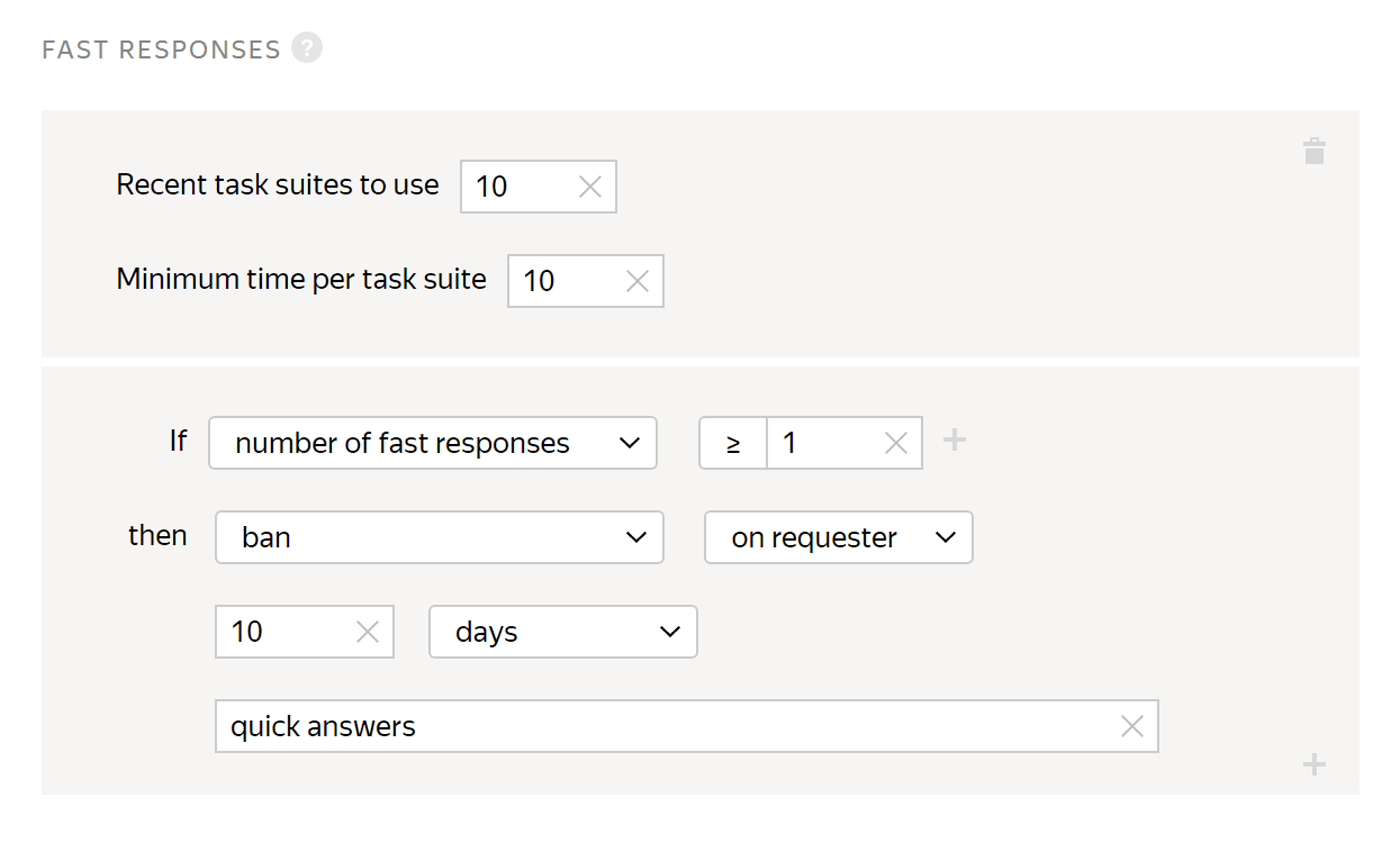 FAST RESPONSES ?
Recent task suites to use 10
Minimum time per task suite 10
If number of fast responses ≥ 1
then ban on requester
10 days
quick answers